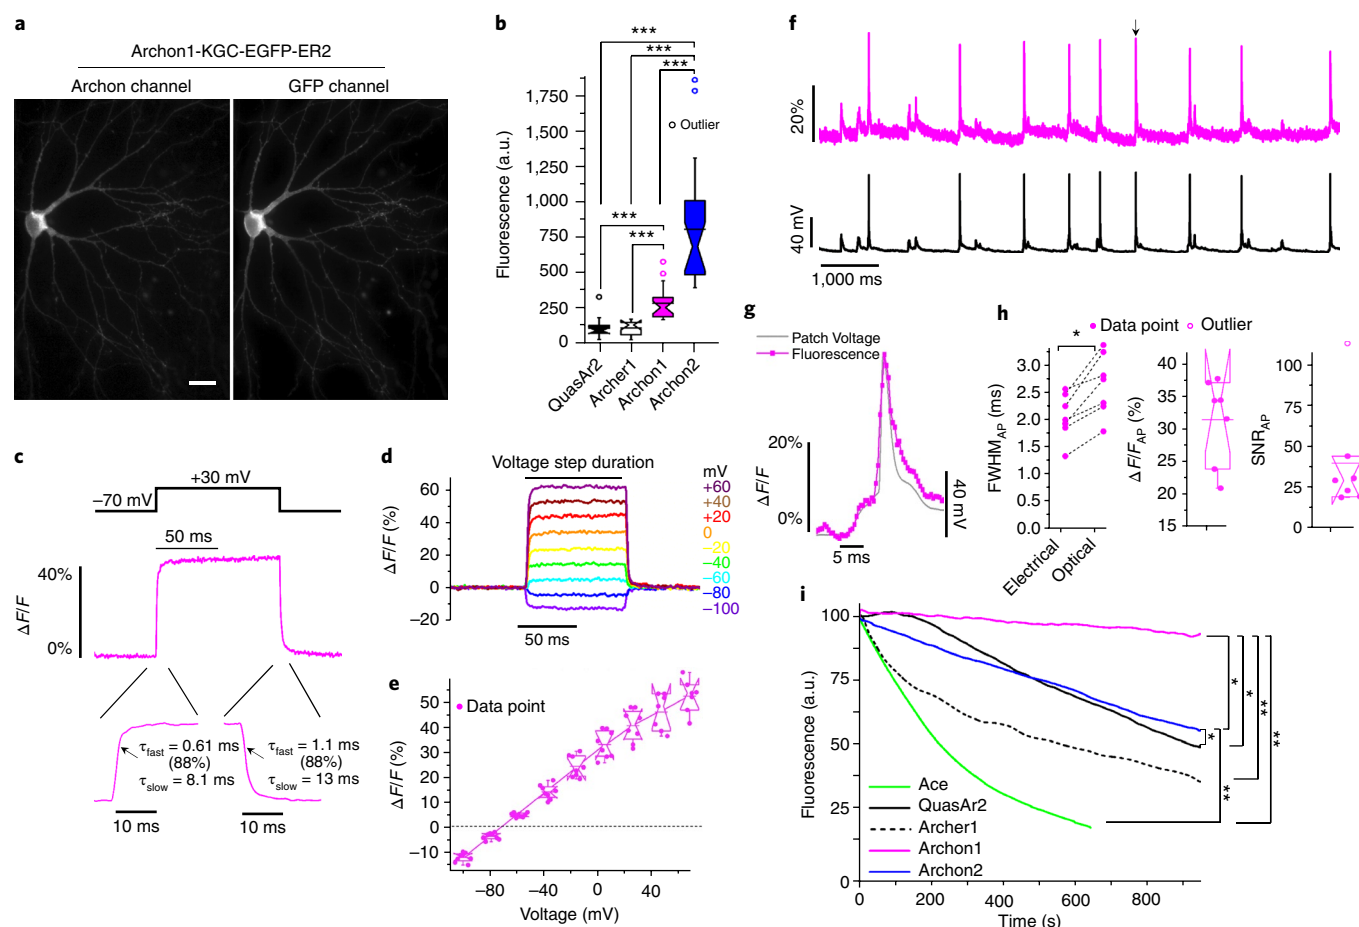 a
Archon1-KGC-EGFP-ER2
Archon channel
GFP channel
b
***
***
***
***
***
Outlier
Fluorescence (a.u.)
1,750
1,500
1,250
1,000
750
500
250
0
QuasAr2
Archer1
Archon1
Archon2
f
20%
40 mV
1,000 ms
c
–70 mV
+30 mV
50 ms
40%
0%
ΔF/F
τfast = 0.61 ms
(88%)
τslow = 8.1 ms
τfast = 1.1 ms
(88%)
τslow = 13 ms
10 ms
10 ms
d
Voltage step duration
mV
+60
+40
+20
0
–20
–40
–60
–80
–100
ΔF/F (%)
60
40
20
0
–20
50 ms
e
Data point
ΔF/F (%)
50
40
30
20
10
0
–10
–80
–40
0
40
Voltage (mV)
g
Patch Voltage
Fluorescence
ΔF/F
20%
0%
40 mV
5 ms
h
Data point
Outlier
*
FWHMAP (ms)
3.0
2.5
2.0
1.5
1.0
0.5
0.0
Electrical
Optical
ΔF/FAP (%)
40
35
30
25
20
15
SNRAP
100
75
50
25
0
i
Fluorescence (a.u.)
100
75
50
25
0
Ace
QuasAr2
Archer1
Archon1
Archon2
0
200
400
600
800
Time (s)
*
*
*
**
**
**